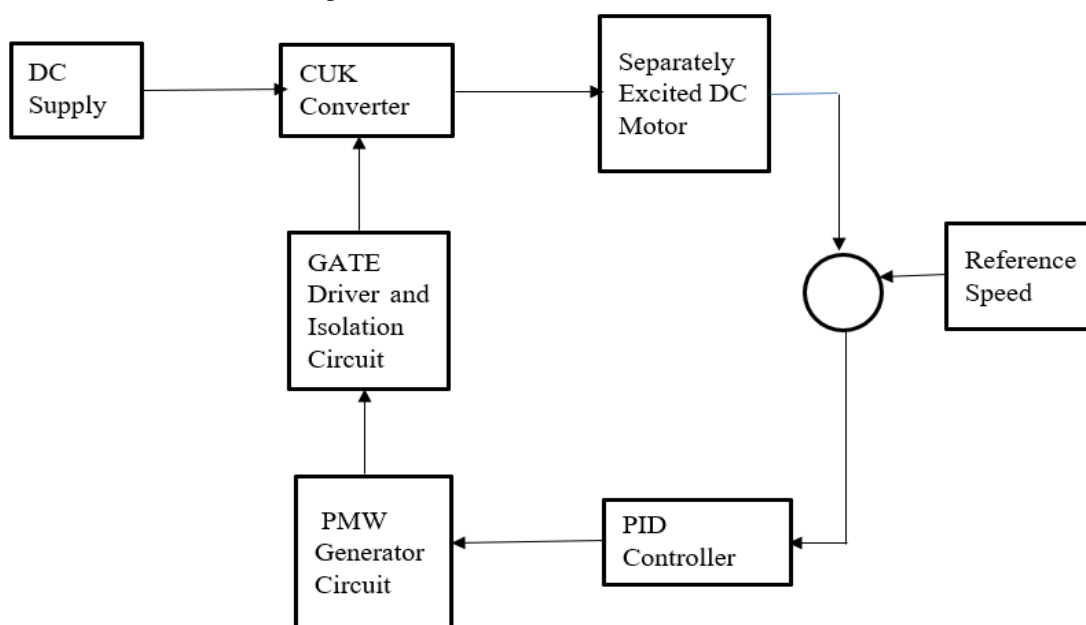 DC
Supply
CUK
Converter
Separately
Excited DC
Motor
GATE
Driver and
Isolation
Circuit
Reference
Speed
PMW
Generator
Circuit
PID
Controller